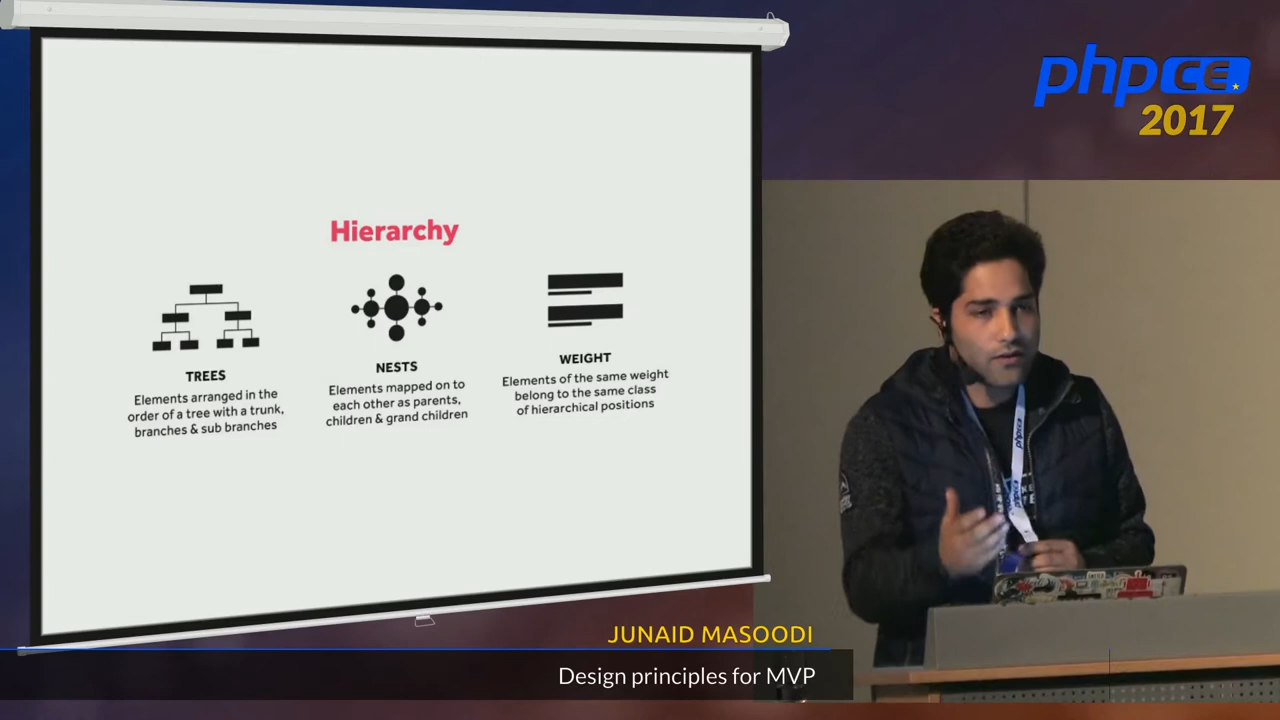 phpCE
2017
Hierarchy
TREES
Elements arranged in the
order of a tree with a trunk,
branches & sub branches
NESTS
Elements mapped on to
each other as parents,
children & grand children
WEIGHT
Elements of the same weight
belong to the same class
of hierarchical positions
phpce
phpce
JUNAID MASOODI
Design principles for MVP